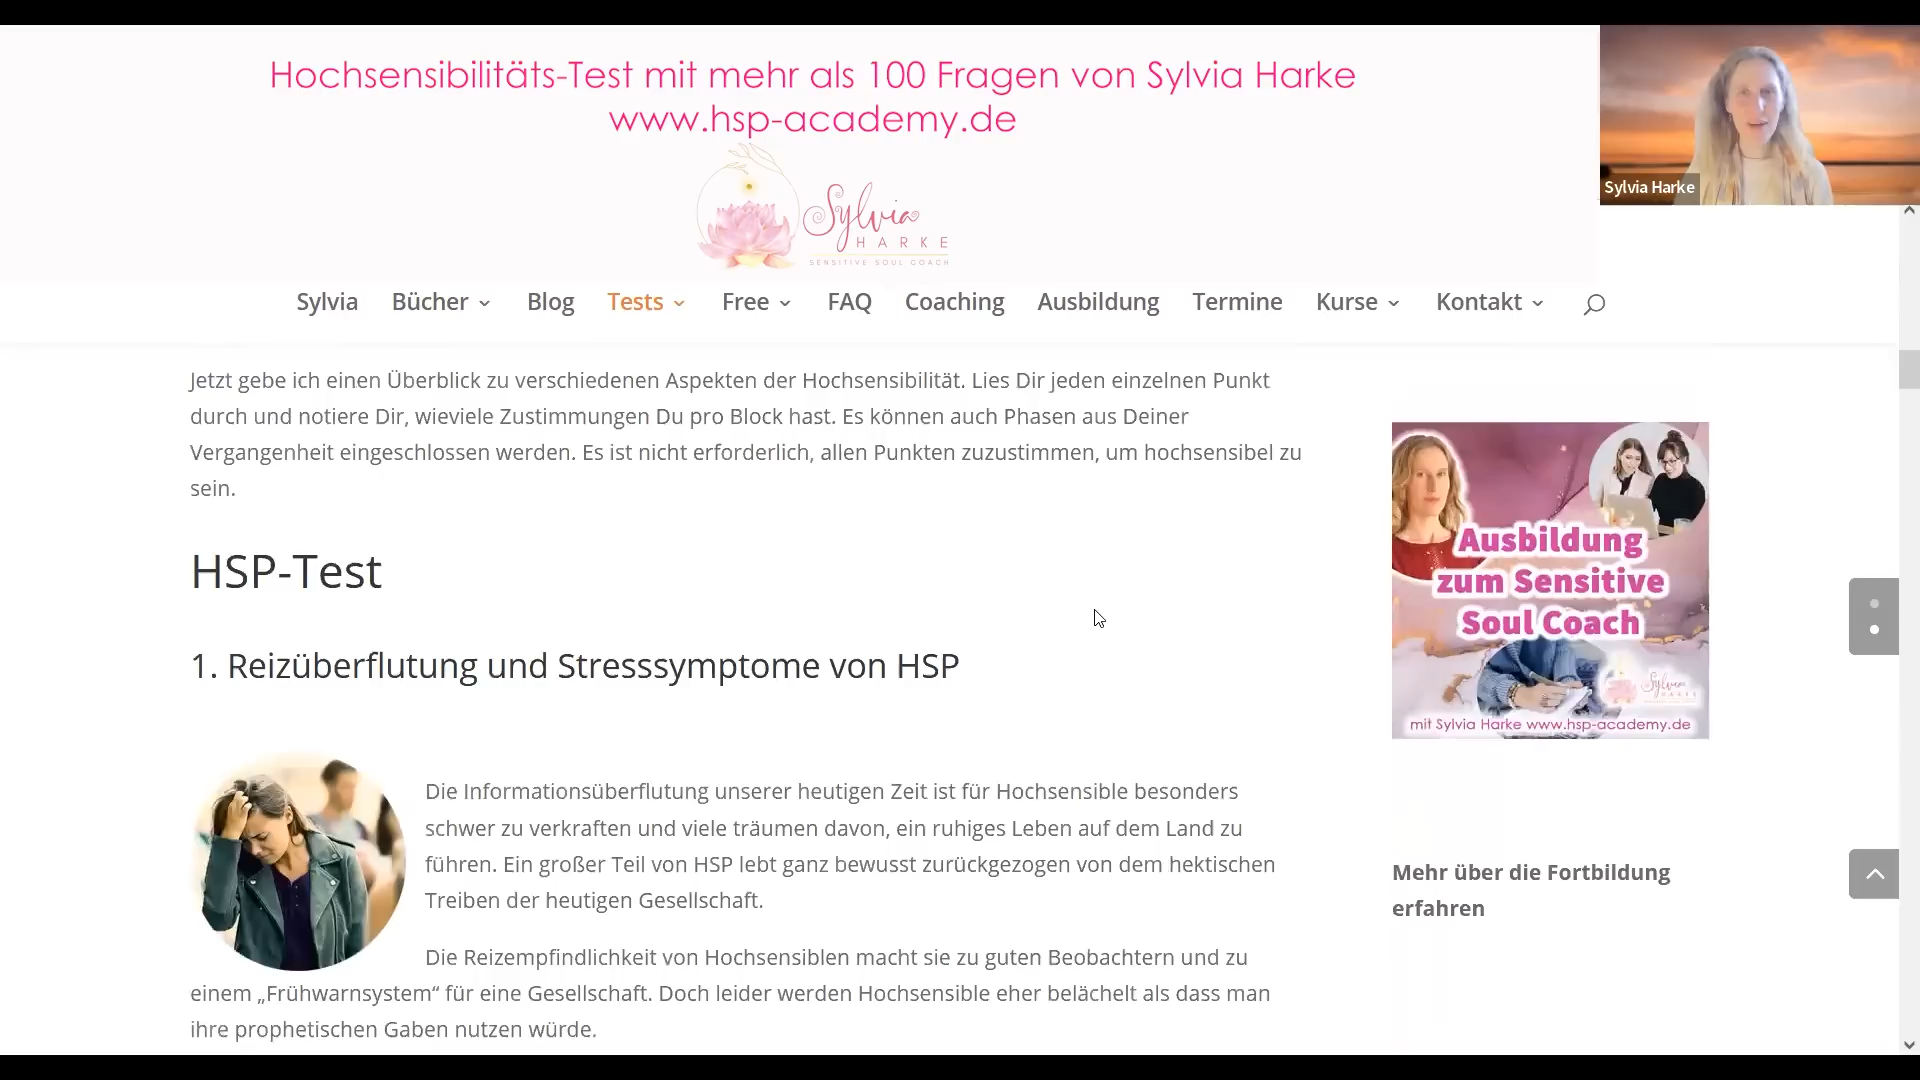 Hochsensibilitäts-Test mit mehr als 100 Fragen von Sylvia Harke
www.hsp-academy.de
Sylvia Harke
Sylvia
HARKE
SENSITIVE SOUL COACH
Sylvia Bücher Blog Tests Free FAQ Coaching Ausbildung Termine Kurse Kontakt
Jetzt gebe ich einen Überblick zu verschiedenen Aspekten der Hochsensibilität. Lies Dir jeden einzelnen Punkt
durch und notiere Dir, wieviele Zustimmungen Du pro Block hast. Es können auch Phasen aus Deiner
Vergangenheit eingeschlossen werden. Es ist nicht erforderlich, allen Punkten zuzustimmen, um hochsensibel zu
sein.
HSP-Test
1. Reizüberflutung und Stresssymptome von HSP
Die Informationsüberflutung unserer heutigen Zeit ist für Hochsensible besonders
schwer zu verkraften und viele träumen davon, ein ruhiges Leben auf dem Land zu
führen. Ein großer Teil von HSP lebt ganz bewusst zurückgezogen von dem hektischen
Treiben der heutigen Gesellschaft.
Die Reizempfindlichkeit von Hochsensiblen macht sie zu guten Beobachtern und zu
einem „Frühwarnsystem“ für eine Gesellschaft. Doch leider werden Hochsensible eher belächelt als dass man
ihre prophetischen Gaben nutzen würde.
Ausbildung
zum Sensitive
Soul Coach
Sylvia
HARKE
mit Sylvia Harke www.hsp-academy.de
Mehr über die Fortbildung
erfahren